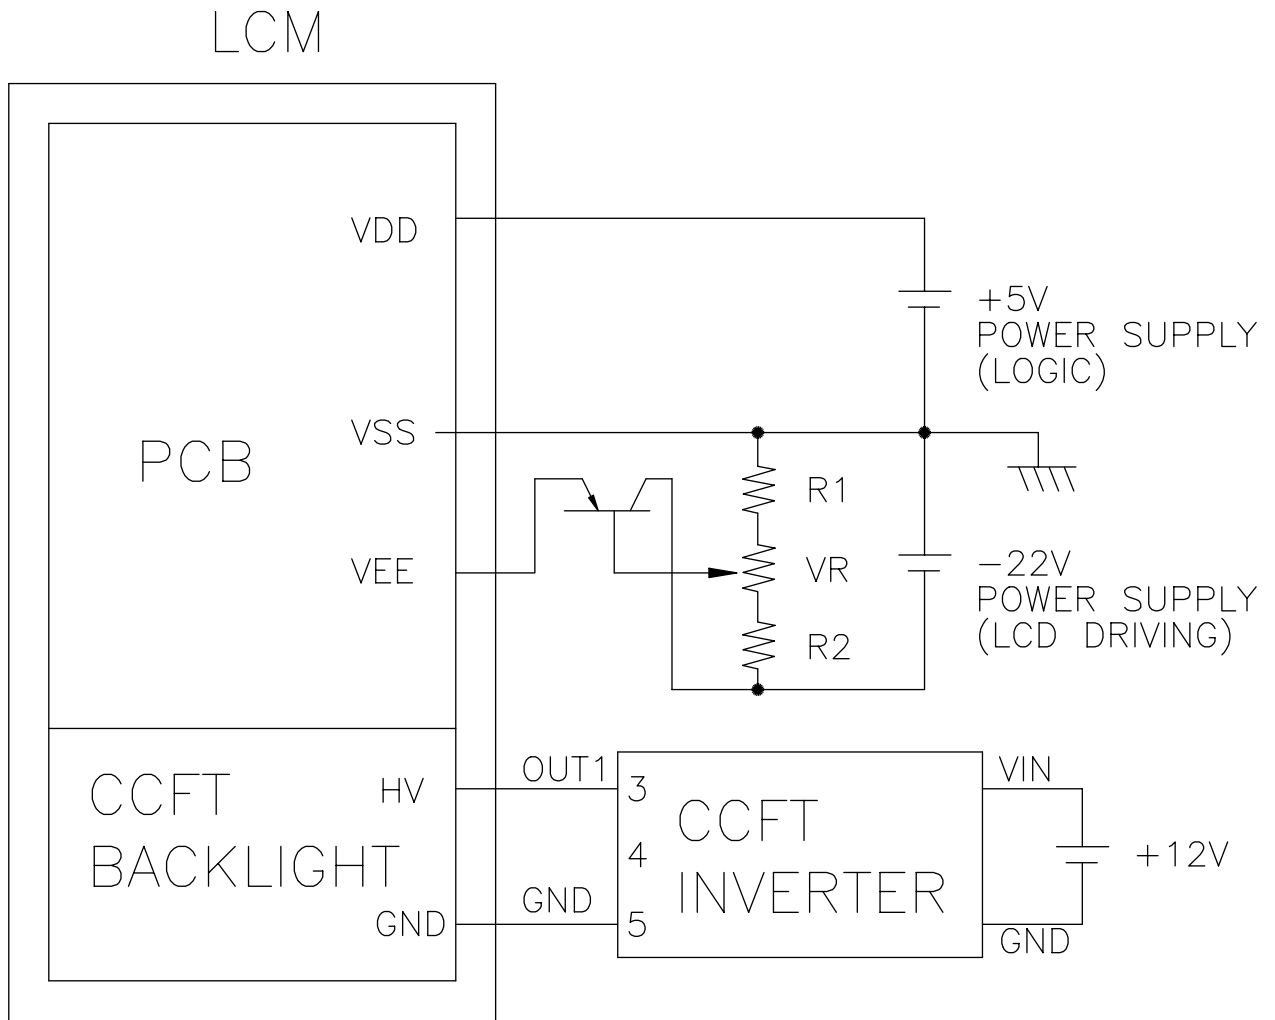 LCM
VDD
+5V
POWER SUPPLY
(LOGIC)
VSS
PCB
R1
VEE
VR
-22V
POWER SUPPLY
(LCD DRIVING)
R2
CCFT
BACKLIGHT
HV
GND
OUT1
GND
3
4
5
CCFT
INVERTER
VIN
GND
+12V